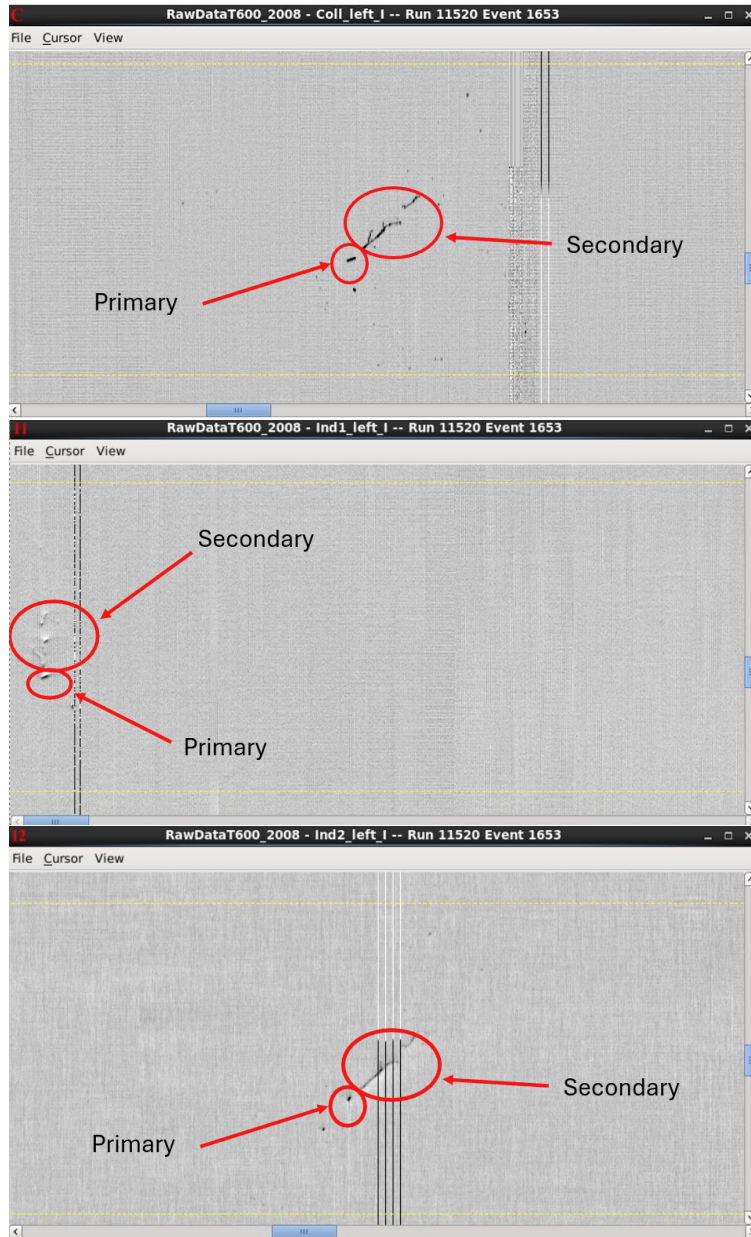 C RawDataT600_2008 - Coll_left_I -- Run 11520 Event 1653
File Cursor View
Secondary
Primary
I1 RawDataT600_2008 - Ind1_left_I -- Run 11520 Event 1653
File Cursor View
Secondary
Primary
I2 RawDataT600_2008 - Ind2_left_I -- Run 11520 Event 1653
File Cursor View
Secondary
Primary